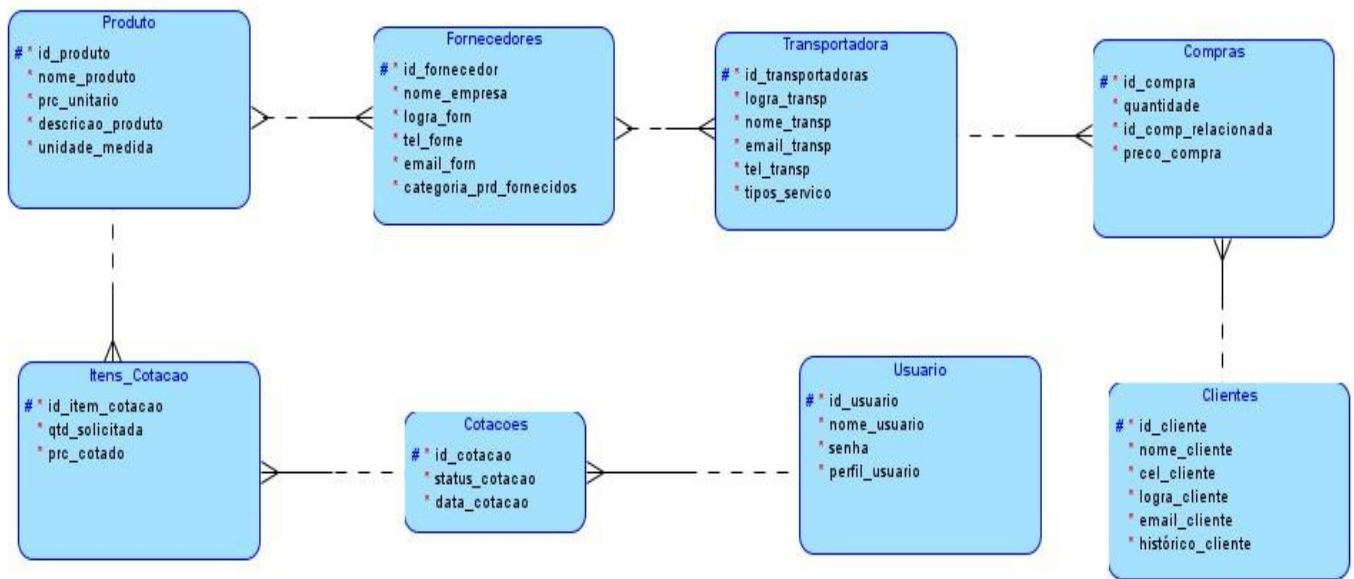 Produto
# * id_produto
* nome_produto
* prc_unitario
* descricao_produto
* unidade_medida
Fornecedores
# * id_fornecedor
* nome_empresa
* logra_forn
* tel_forne
* email_forn
* categoria_prd_fornecidos
Transportadora
# * id_transportadoras
* logra_transp
* nome_transp
* email_transp
* tel_transp
* tipos_servico
Compras
# * id_compra
* quantidade
* id_comp_relacionada
* preco_compra
Itens_Cotacao
# * id_item_cotacao
* qtd_solicitada
* prc_cotado
Cotacoes
# * id_cotacao
* status_cotacao
* data_cotacao
Usuario
# * id_usuario
* nome_usuario
* senha
* perfil_usuario
Clientes
# * id_cliente
* nome_cliente
* cel_cliente
* logra_cliente
* email_cliente
* histórico_cliente